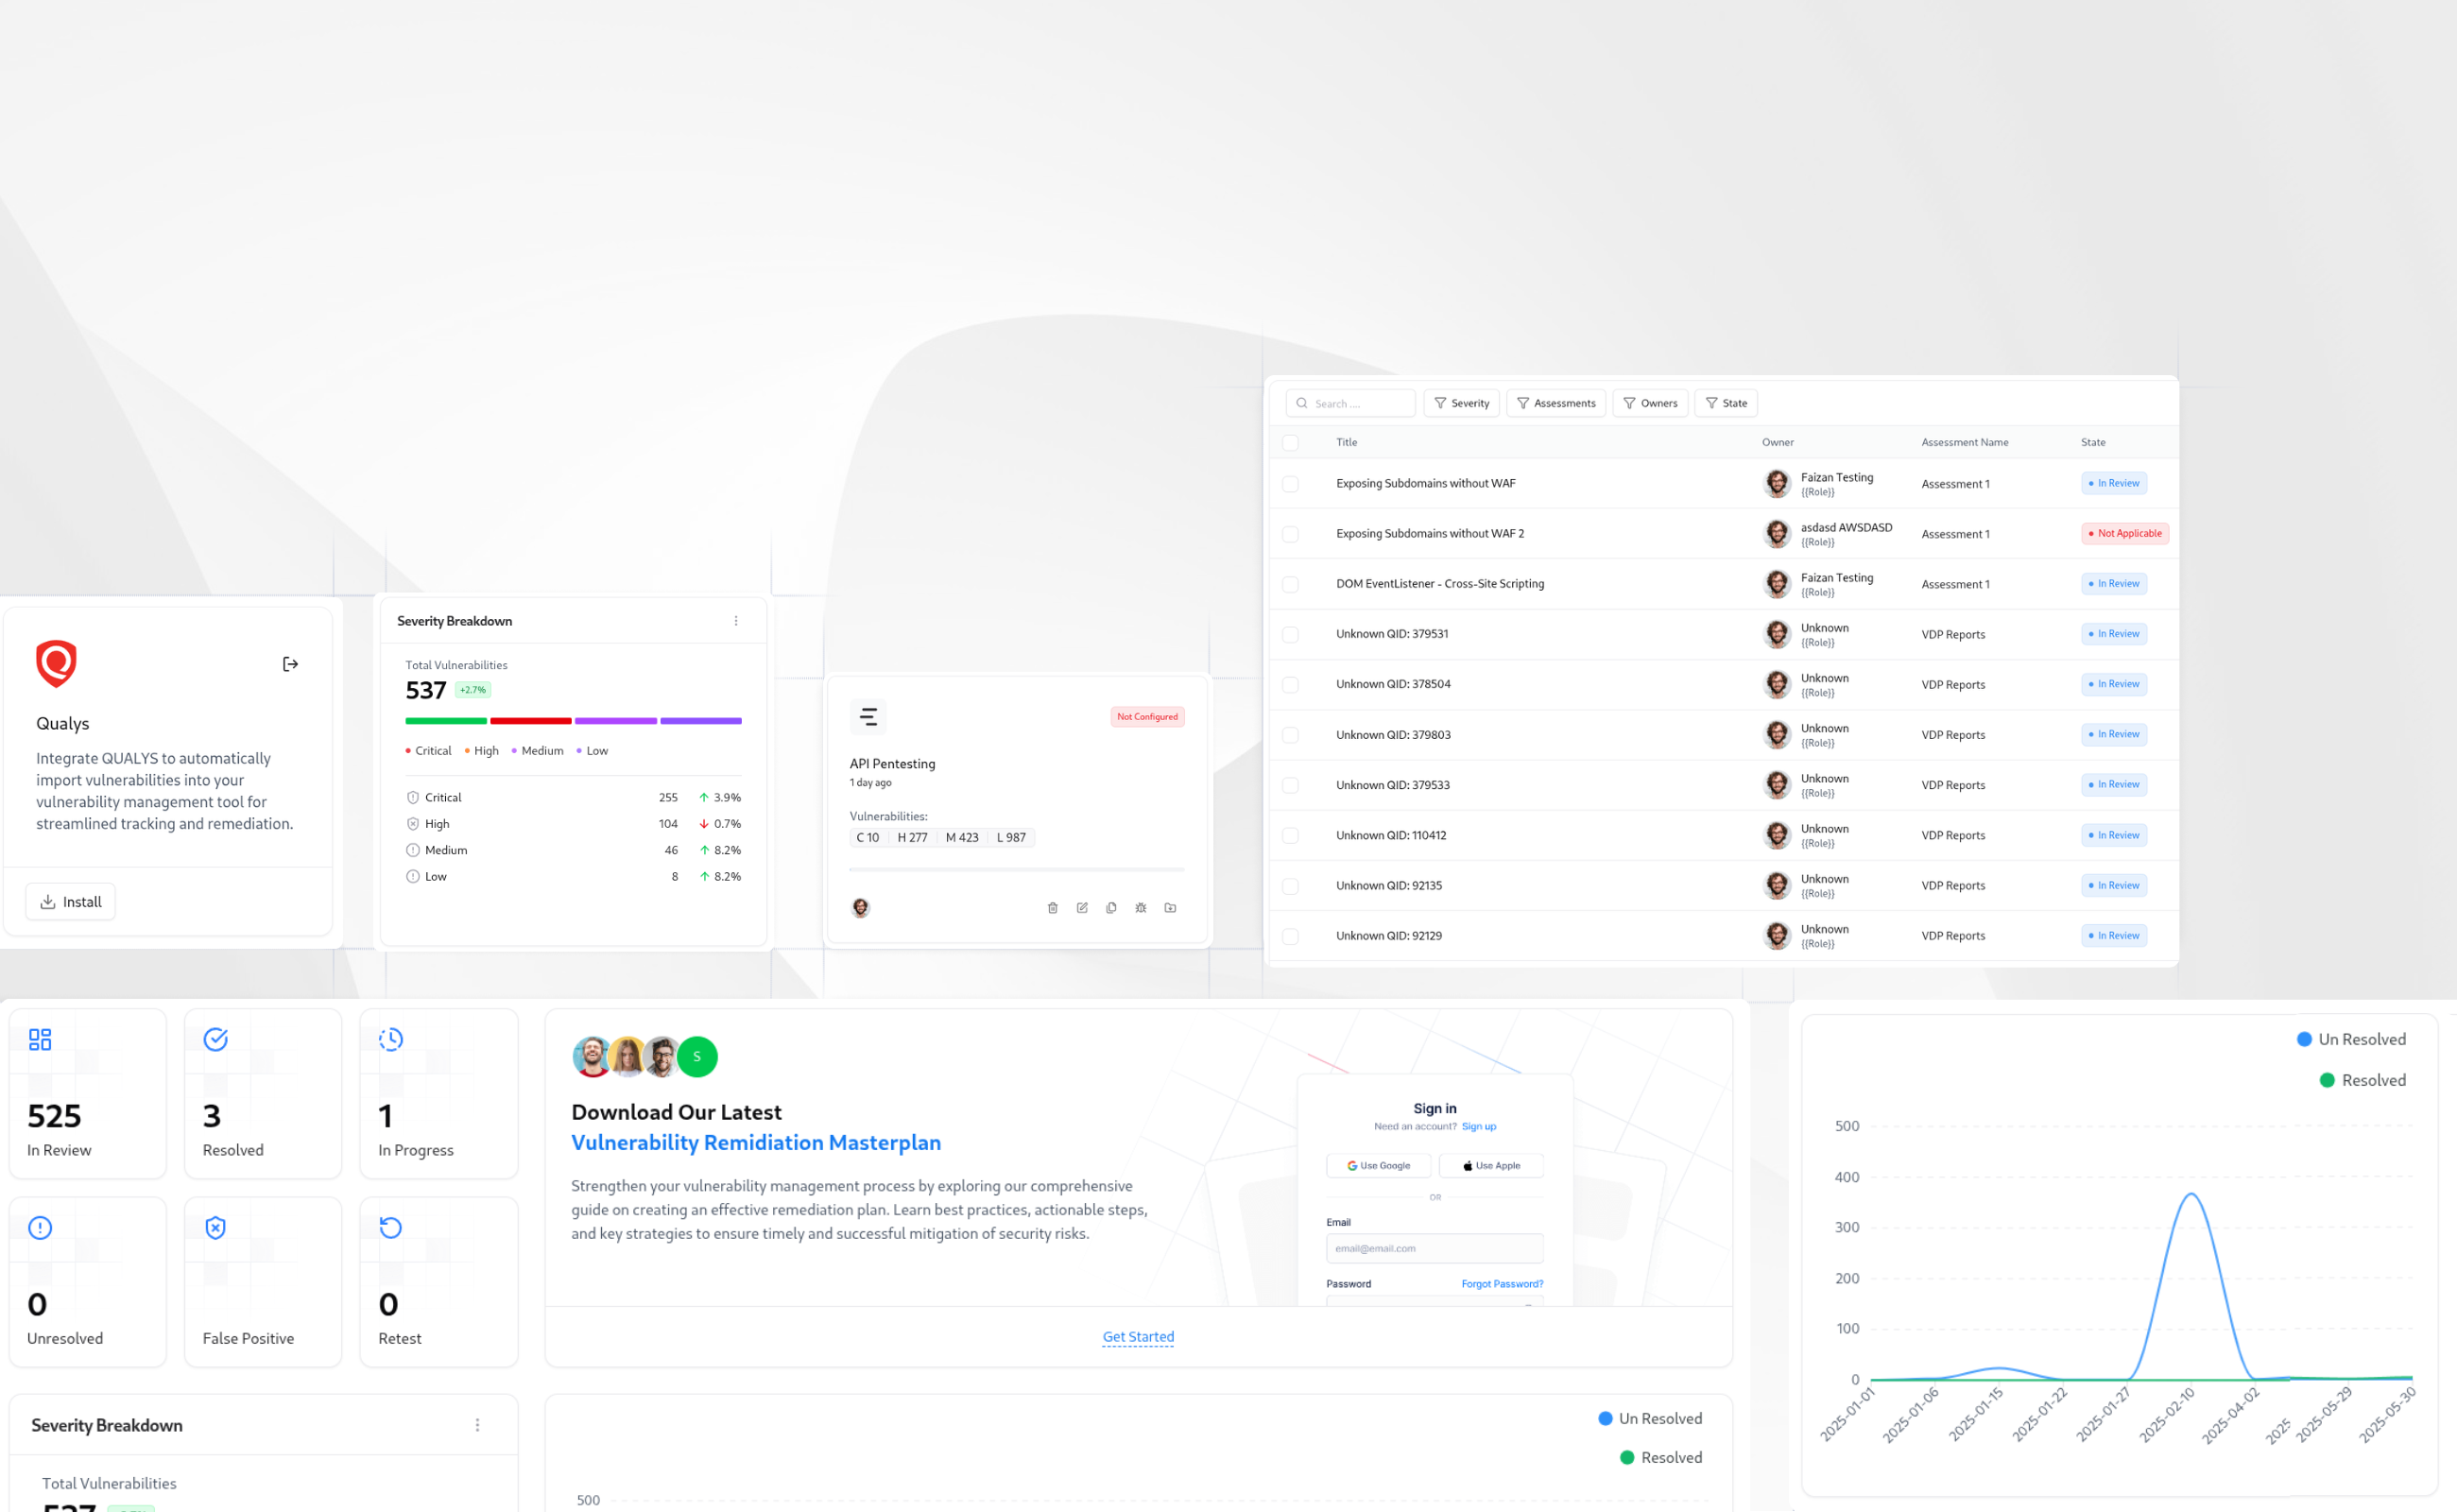 Search ....
Severity
Assessments
Owners
State
Title
Owner
Assessment Name
State
Exposing Subdomains without WAF
Faizan Testing
{{Role}}
Assessment 1
In Review
Exposing Subdomains without WAF 2
asdasd AWSDASD
{{Role}}
Assessment 1
Not Applicable
DOM EventListener - Cross-Site Scripting
Faizan Testing
{{Role}}
Assessment 1
In Review
Unknown QID: 379531
Unknown
{{Role}}
VDP Reports
In Review
Unknown QID: 378504
Unknown
{{Role}}
VDP Reports
In Review
Unknown QID: 379803
Unknown
{{Role}}
VDP Reports
In Review
Unknown QID: 379533
Unknown
{{Role}}
VDP Reports
In Review
Unknown QID: 110412
Unknown
{{Role}}
VDP Reports
In Review
Unknown QID: 92135
Unknown
{{Role}}
VDP Reports
In Review
Unknown QID: 92129
Unknown
{{Role}}
VDP Reports
In Review
Qualys
Integrate QUALYS to automatically
import vulnerabilities into your
vulnerability management tool for
streamlined tracking and remediation.
Install
Severity Breakdown
Total Vulnerabilities
537 +2.7%
Critical High Medium Low
Critical 255 3.9%
High 104 0.7%
Medium 46 8.2%
Low 8 8.2%
Not Configured
API Pentesting
1 day ago
Vulnerabilities:
C 10 H 277 M 423 L 987
525
In Review
3
Resolved
1
In Progress
0
Unresolved
False Positive
0
Retest
S
Download Our Latest
Vulnerability Remidiation Masterplan
Strengthen your vulnerability management process by exploring our comprehensive
guide on creating an effective remediation plan. Learn best practices, actionable steps,
and key strategies to ensure timely and successful mitigation of security risks.
Sign in
Need an account? Sign up
Use Google
Use Apple
OR
Email
email@email.com
Password Forgot Password?
Get Started
Un Resolved
Resolved
500
400
300
200
100
0
2025-01-01
2025-01-06
2025-01-15
2025-01-22
2025-01-27
2025-02-10
2025-04-02
2025
2025-05-29
2025-05-30
Severity Breakdown
Total Vulnerabilities
537
Un Resolved
Resolved
500